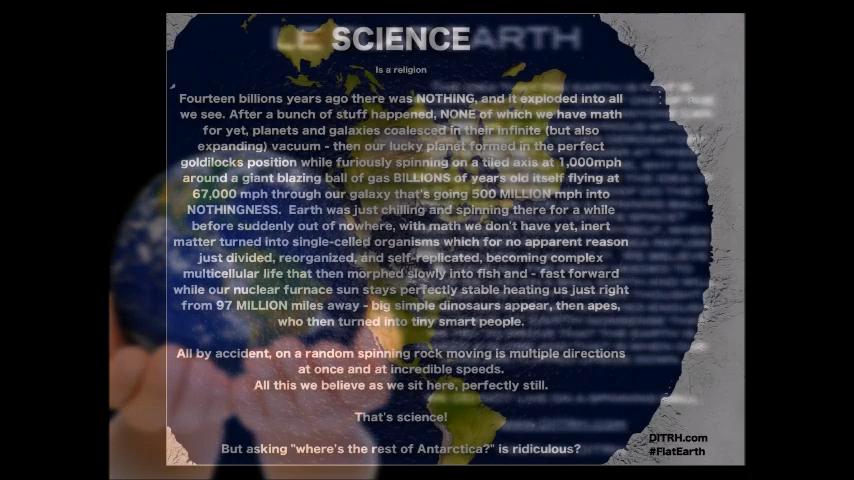 LE SCIENCE ARTH
Is a religion
Fourteen billions years ago there was NOTHING, and it exploded into all
we see. After a bunch of stuff happened, NONE of which we have math
for yet, planets and galaxies coalesced in their infinite (but also
expanding) vacuum - then our lucky planet formed in the perfect
goldilocks position while furiously spinning on a tiled axis at 1,000mph
around a giant blazing ball of gas BILLIONS of years old itself flying at
67,000 mph through our galaxy that's going 500 MILLION mph into
NOTHINGNESS. Earth was just chilling and spinning there for a while
before suddenly out of nowhere, with math we don't have yet, inert
matter turned into single-celled organisms which for no apparent reason
just divided, reorganized, and self-replicated, becoming complex
multicellular life that then morphed slowly into fish and - fast forward
while our nuclear furnace sun stays perfectly stable heating us just right
from 97 MILLION miles away - big simple dinosaurs appear, then apes,
who then turned into tiny smart people.
All by accident, on a random spinning rock moving is multiple directions
at once and at incredible speeds.
All this we believe as we sit here, perfectly still.
That's science!
But asking "where's the rest of Antarctica?" is ridiculous?
DITRH.com
#FlatEarth